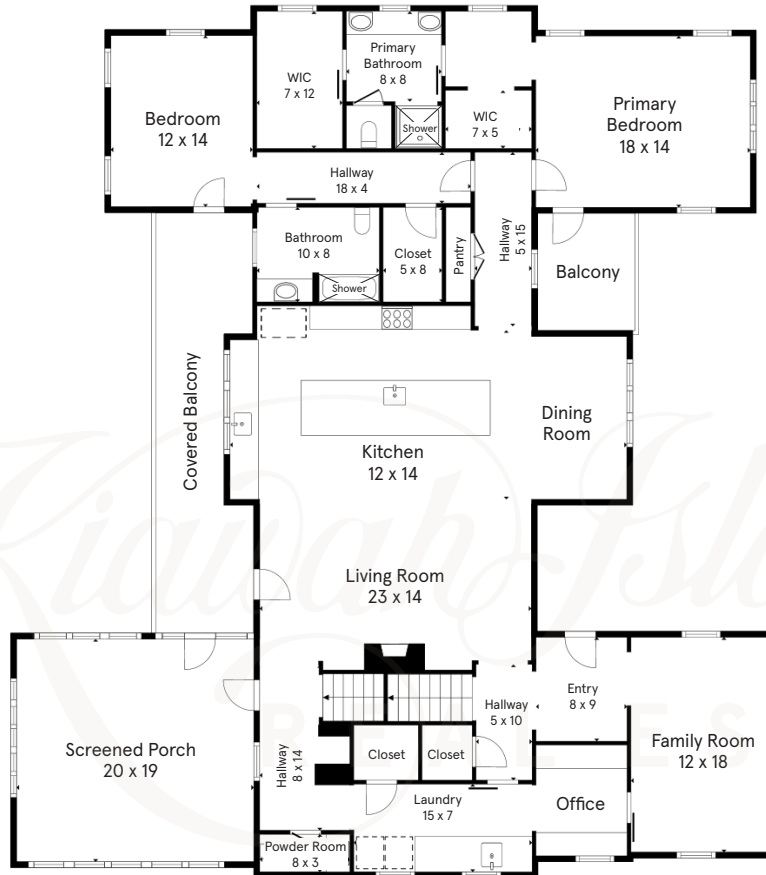 Primary
Bathroom
8 x 8
WIC
7 x 12
Bedroom
12 x 14
Shower
WIC
7 x 5
Primary
Bedroom
18 x 14
Hallway
18 x 4
Bathroom
10 x 8
Closet
5 x 8
Pantry
Hallway
5 x 15
Balcony
Shower
Covered Balcony
Dining
Room
Kitchen
12 x 14
Living Room
23 x 14
Kiawah Isl
Entry
8 x 9
Hallway
5 x 10
REALES
Screened Porch
20 x 19
Hallway
8 x 14
Closet
Closet
Family Room
12 x 18
Laundry
15 x 7
Office
Powder Room
8 x 3